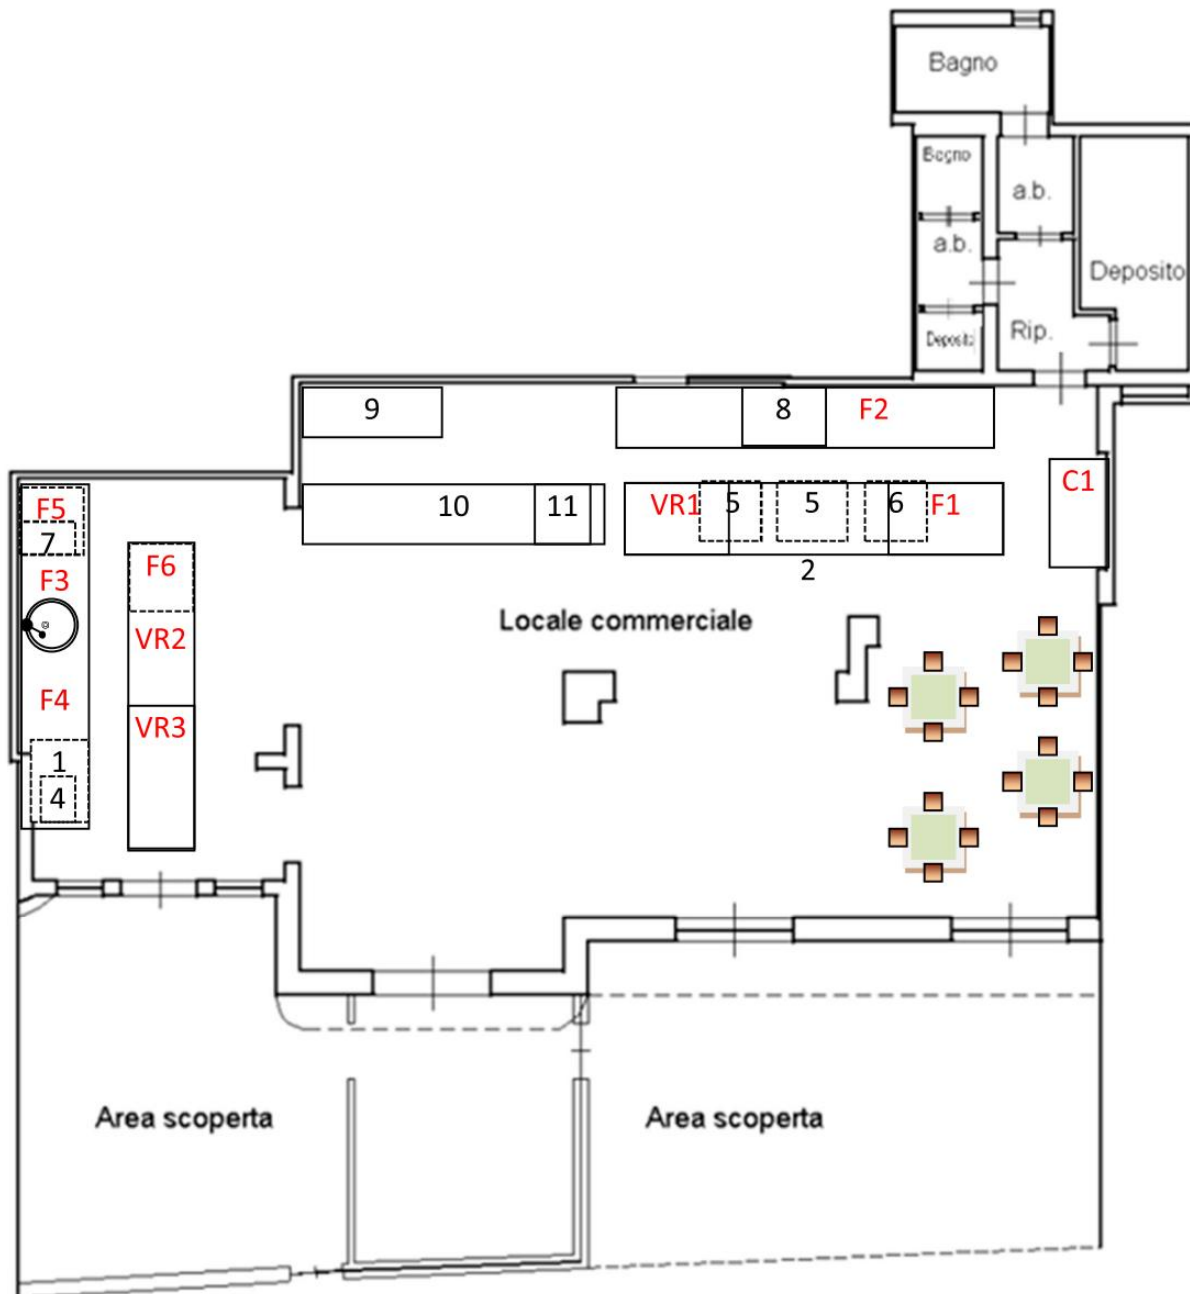 Bagno
Bagno
a.b.
a.b.
Deposito
Rip.
Deposito
9
8 F2
F5
7
F3
F4
1
4
F6
VR2
VR3
10 11
VR1 5 5 6 F1
2
C1
Locale commerciale
Area scoperta
Area scoperta